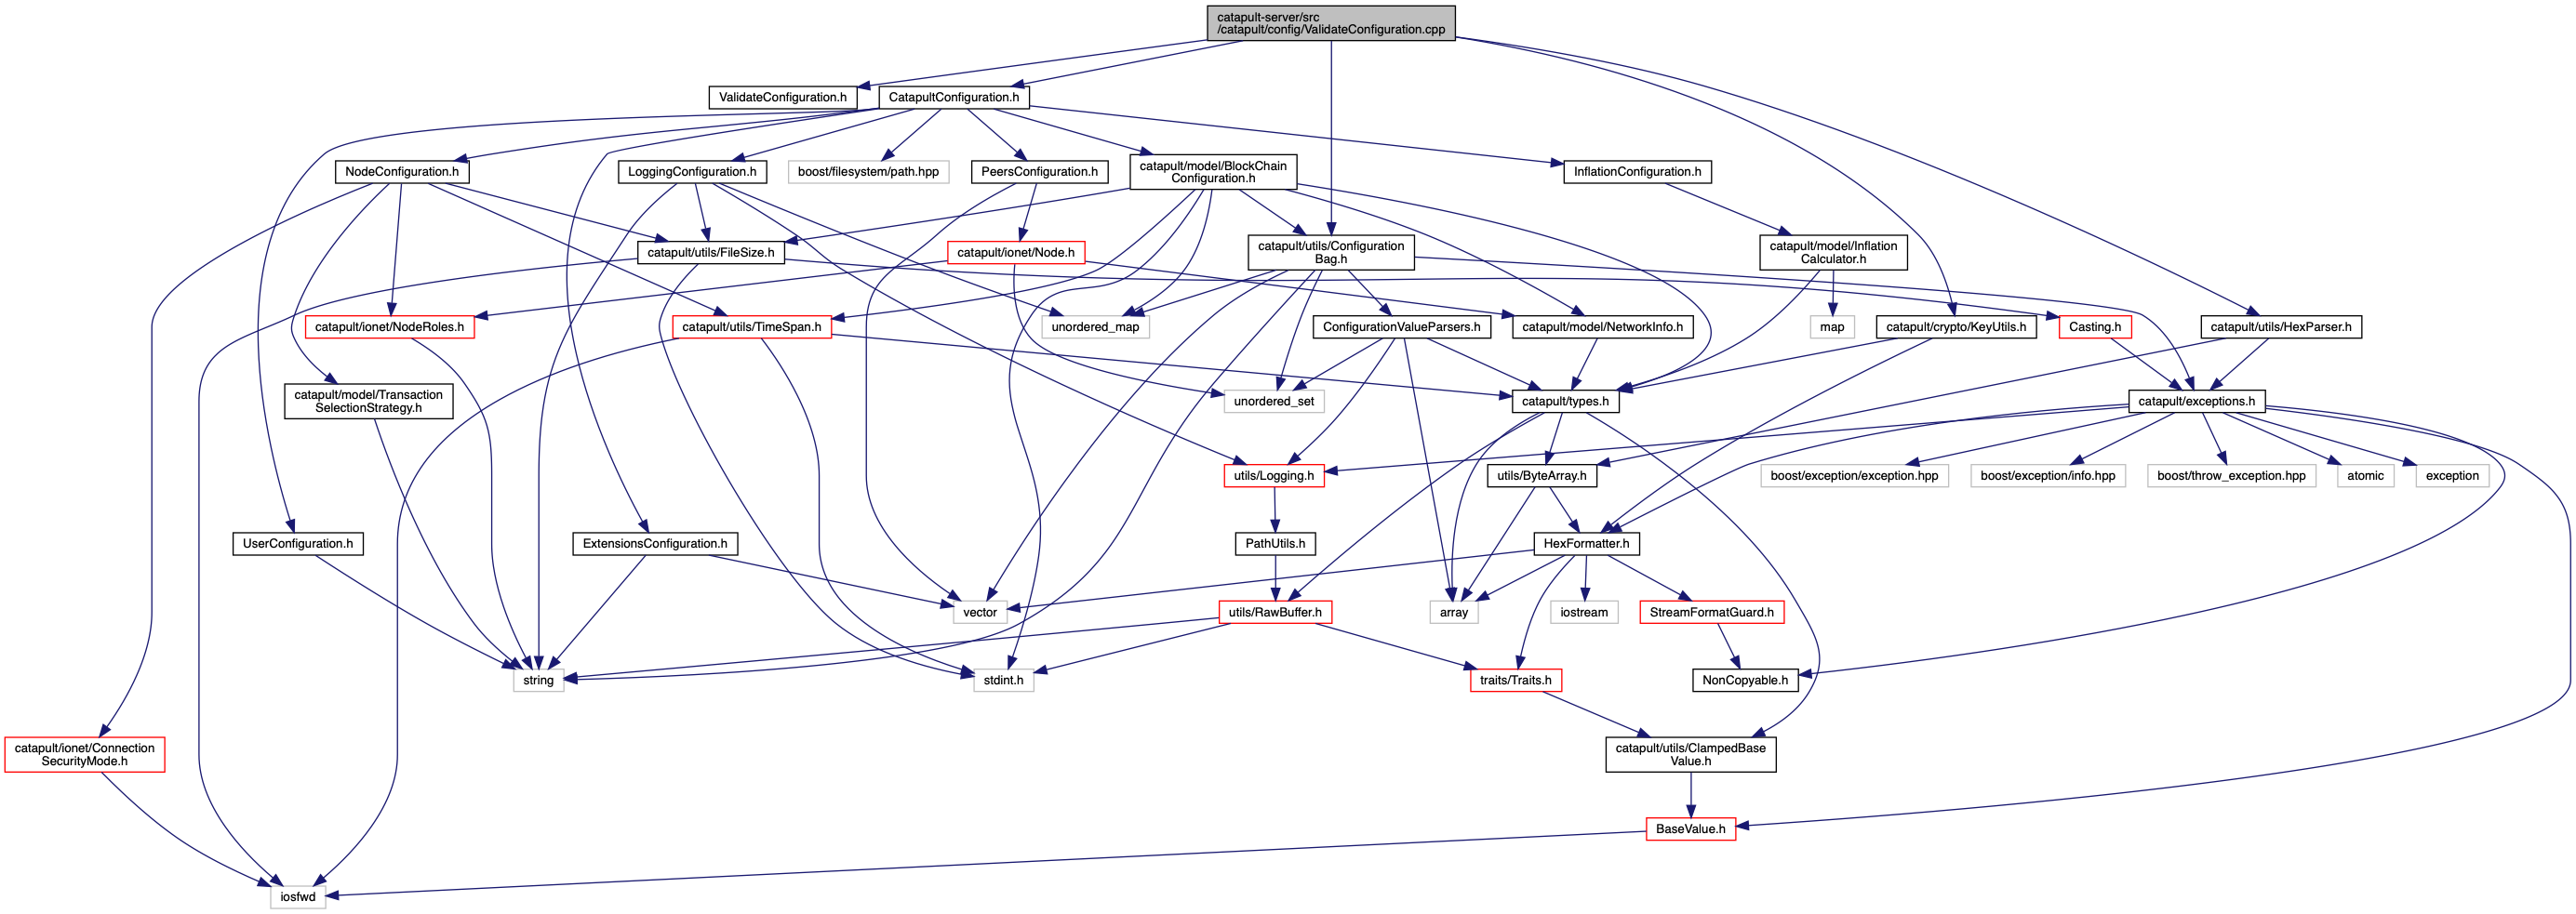 catapult-server/src
/catapult/config/ValidateConfiguration.cpp
ValidateConfiguration.h
CatapultConfiguration.h
NodeConfiguration.h
LoggingConfiguration.h
boost/filesystem/path.hpp
PeersConfiguration.h
catapult/model/BlockChain
Configuration.h
InflationConfiguration.h
catapult/utils/FileSize.h
catapult/ionet/Node.h
catapult/utils/Configuration
Bag.h
catapult/model/Inflation
Calculator.h
catapult/ionet/NodeRoles.h
catapult/utils/TimeSpan.h
unordered_map
ConfigurationValueParsers.h
catapult/model/NetworkInfo.h
map
catapult/crypto/KeyUtils.h
Casting.h
catapult/utils/HexParser.h
catapult/model/Transaction
SelectionStrategy.h
unordered_set
catapult/types.h
catapult/exceptions.h
utils/Logging.h
utils/ByteArray.h
boost/exception/exception.hpp
boost/exception/info.hpp
boost/throw_exception.hpp
atomic
exception
UserConfiguration.h
ExtensionsConfiguration.h
PathUtils.h
HexFormatter.h
vector
utils/RawBuffer.h
array
iostream
StreamFormatGuard.h
string
stdint.h
traits/Traits.h
NonCopyable.h
catapult/ionet/Connection
SecurityMode.h
catapult/utils/ClampedBase
Value.h
BaseValue.h
iosfwd